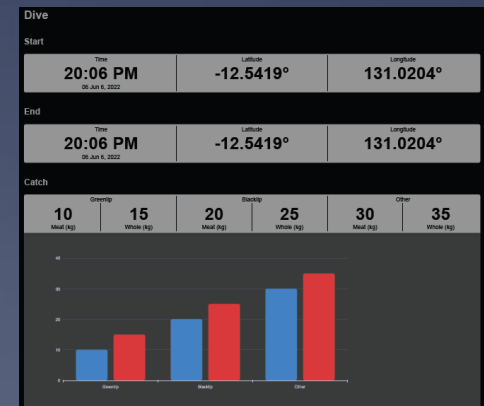 Dive
Start
Time Latitude Longitude
20:06 PM -12.5419° 131.0204°
06 Jun 6, 2022
End
Time Latitude Longitude
20:06 PM -12.5419° 131.0204°
06 Jun 6, 2022
Catch
Greenlip Blacklip Other
10 15 20 25 30 35
Meat (kg) Whole (kg) Meat (kg) Whole (kg) Meat (kg) Whole (kg)
40
30
20
10
0
Greenlip Blacklip Other